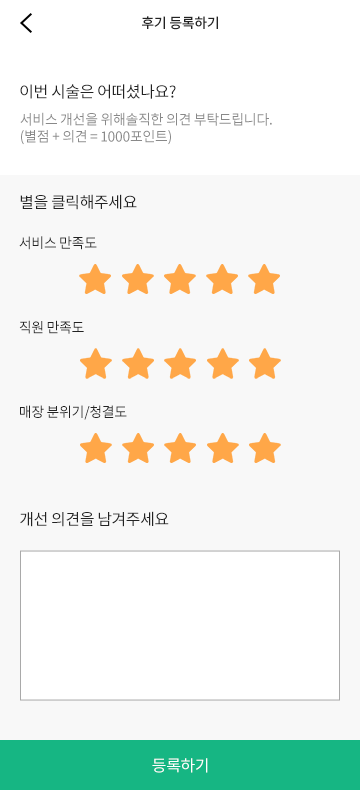 후기 등록하기
이번 시술은 어떠셨나요?
서비스 개선을 위해솔직한 의견 부탁드립니다.
(별점 + 의견 = 1000포인트)
별을 클릭해주세요
서비스 만족도
직원 만족도
매장 분위기/청결도
개선 의견을 남겨주세요
등록하기